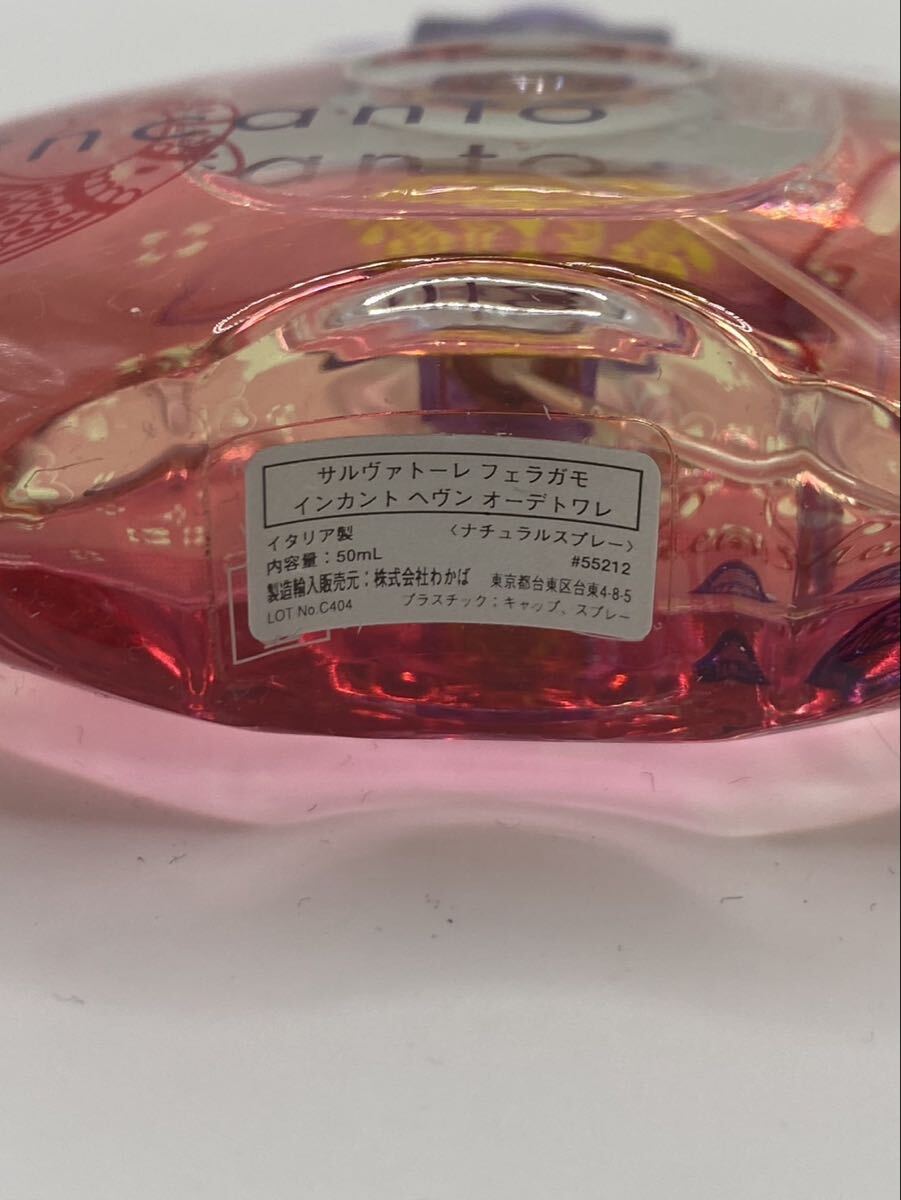 incanto
サルヴァトーレ フェラガモ
インカント ヘヴン オーデトワレ
イタリア製 〈ナチュラルスプレー〉
内容量：50mL #55212
製造輸入販売元：株式会社わかば 東京都台東区台東4-8-5
LOT No.C404 プラスチック；キャップ、スプレー